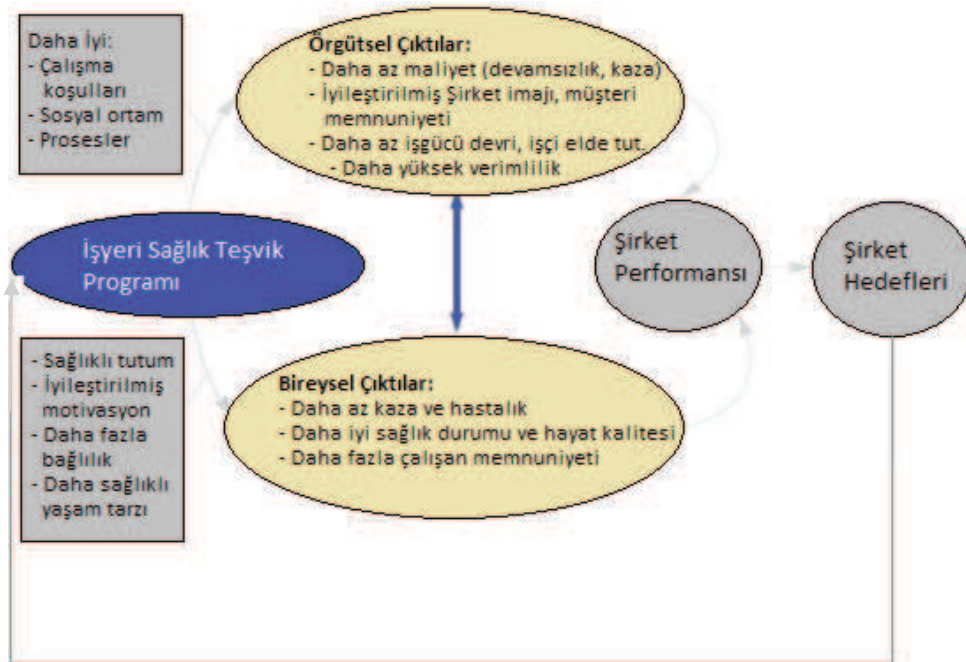 Daha İyi:
- Çalışma
koşulları
- Sosyal ortam
- Prosesler
Örgütsel Çıktılar:
- Daha az maliyet (devamsızlık, kaza)
- İyileştirilmiş Şirket imajı, müşteri
memnuniyeti
- Daha az işgücü devri, işçi elde tut.
- Daha yüksek verimlilik
İşyeri Sağlık Teşvik
Programı
Şirket
Performansı
Şirket
Hedefleri
- Sağlıklı tutum
- İyileştirilmiş
motivasyon
- Daha fazla
bağlılık
- Daha sağlıklı
yaşam tarzı
Bireysel Çıktılar:
- Daha az kaza ve hastalık
- Daha iyi sağlık durumu ve hayat kalitesi
- Daha fazla çalışan memnuniyeti